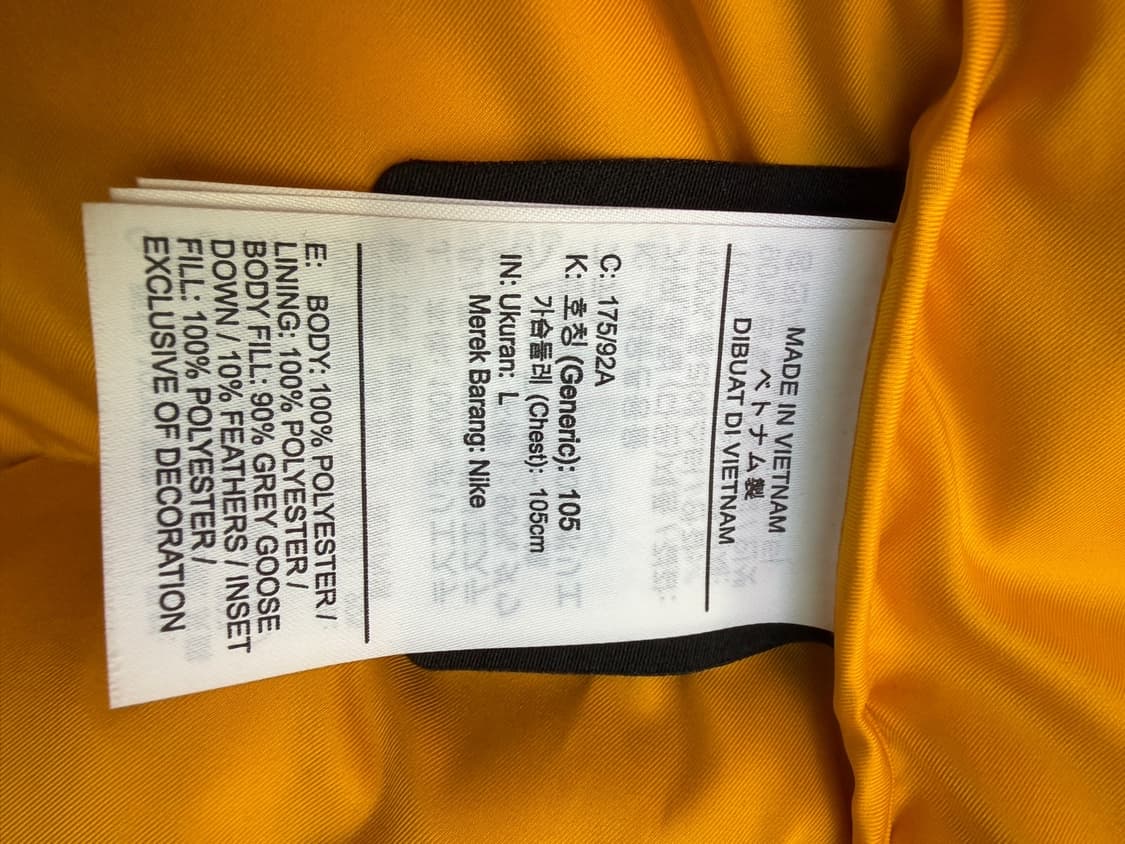 MADE IN VIETNAM
ベトナム製
DIBUAT DI VIETNAM
C: 175/92A
K: 호칭 (Generic): 105
가슴둘레 (Chest): 105cm
IN: Ukuran: L
Merek Barang: Nike
E: BODY: 100% POLYESTER /
LINING: 100% POLYESTER /
BODY FILL: 90% GREY GOOSE
DOWN / 10% FEATHERS / INSET
FILL: 100% POLYESTER /
EXCLUSIVE OF DECORATION